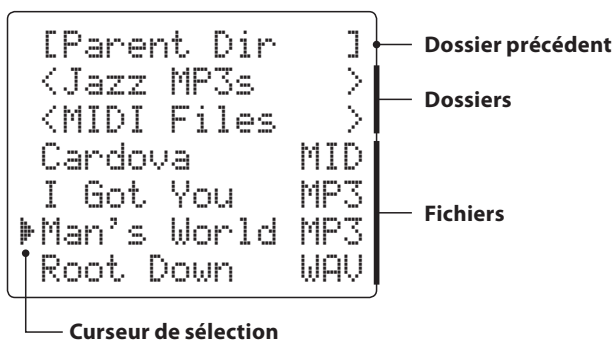 [Parent Dir ] Dossier précédent
<Jazz MP3s > Dossiers
<MIDI Files >
Cardova MID
I Got You MP3 Fichiers
Man's World MP3
Root Down WAV
Curseur de sélection